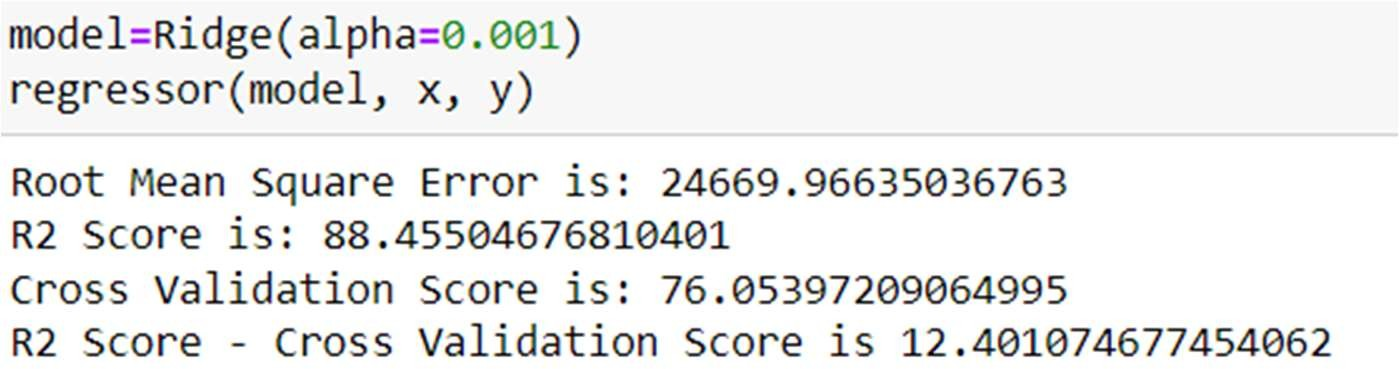 model=Ridge(alpha=0.001)
regressor(model, x, y)
Root Mean Square Error is: 24669.96635036763
R2 Score is: 88.45504676810401
Cross Validation Score is: 76.05397209064995
R2 Score - Cross Validation Score is 12.401074677454062